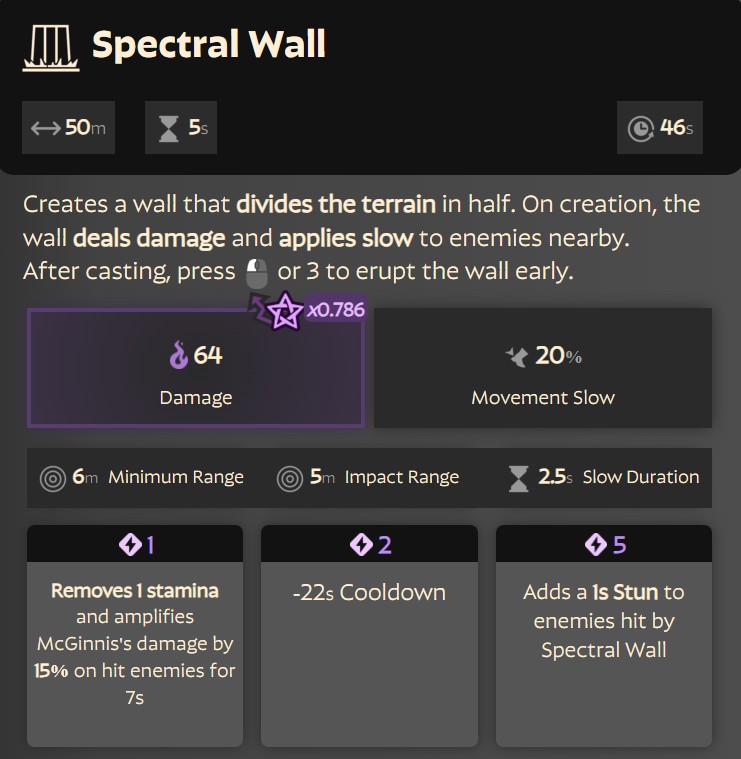 Spectral Wall
50m 5s 46s
Creates a wall that divides the terrain in half. On creation, the
wall deals damage and applies slow to enemies nearby.
After casting, press or 3 to erupt the wall early.
x0.786
64
Damage
20%
Movement Slow
6m Minimum Range 5m Impact Range 2.5s Slow Duration
1
Removes 1 stamina
and amplifies
McGinnis's damage by
15% on hit enemies for
7s
2
-22s Cooldown
5
Adds a 1s Stun to
enemies hit by
Spectral Wall